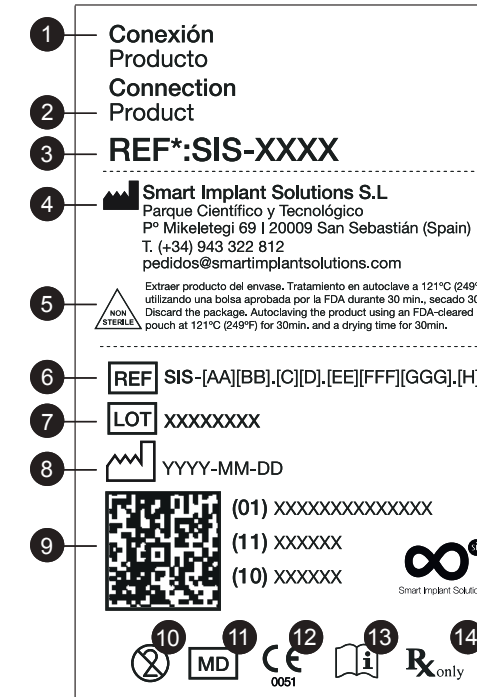 1 Conexión
Producto
Connection
2 Product
3 REF*:SIS-XXXX
4 Smart Implant Solutions S.L
Parque Científico y Tecnológico
Pº Mikeletegi 69 | 20009 San Sebastián (Spain)
T. (+34) 943 322 812
pedidos@smartimplantsolutions.com
Extraer producto del envase. Tratamiento en autoclave a 121ºC (249º
utilizando una bolsa aprobada por la FDA durante 30 min., secado 30
5 NON STERILE Discard the package. Autoclaving the product using an FDA-cleared
pouch at 121ºC (249ºF) for 30min. and a drying time for 30min.
6 REF SIS-[AA][BB].[C][D].[EE][FFF][GGG].[H]
7 LOT XXXXXXXX
8 YYYY-MM-DD
(01) XXXXXXXXXXXXXX
9 (11) XXXXXX
(10) XXXXXX
Smart Implant Solutio
10 11 12 13 14
2 MD CE i Rx only
0051